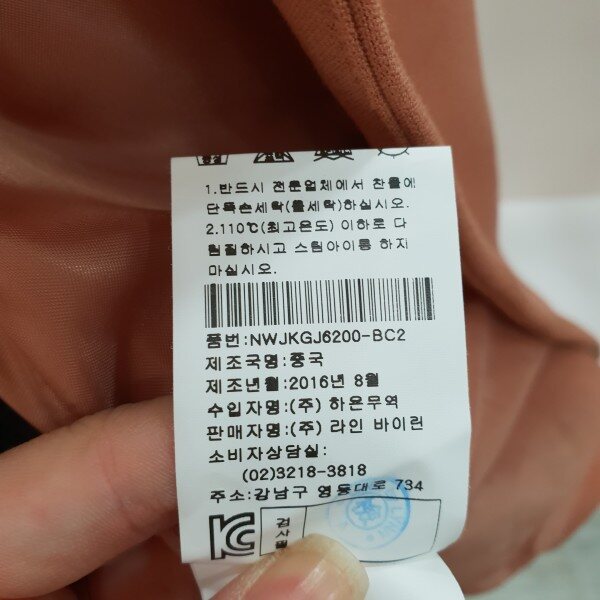 1.반드시 전문업체에서 찬물에
단독손세탁(물세탁)하십시오.
2.110℃(최고온도) 이하로 다
림질하시고 스팀아이롱 하지
마십시오.
품번:NWJKGJ6200-BC2
제조국명:중국
제조년월:2016년 8월
수입자명:(주) 하온무역
판매자명:(주) 라인 바이린
소비자상담실:
(02)3218-3818
주소:강남구 영동대로 734
검사필